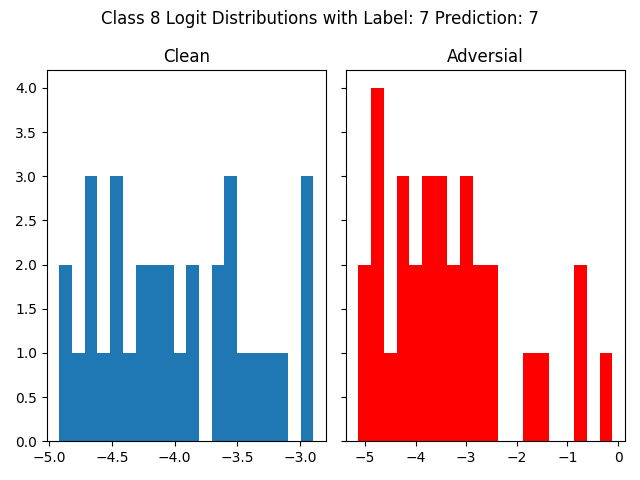 Class 8 Logit Distributions with Label: 7 Prediction: 7
Clean
Adversial
4.0
3.5
3.0
2.5
2.0
1.5
1.0
0.5
0.0
−5.0 −4.5 −4.0 −3.5 −3.0
−5 −4 −3 −2 −1 0